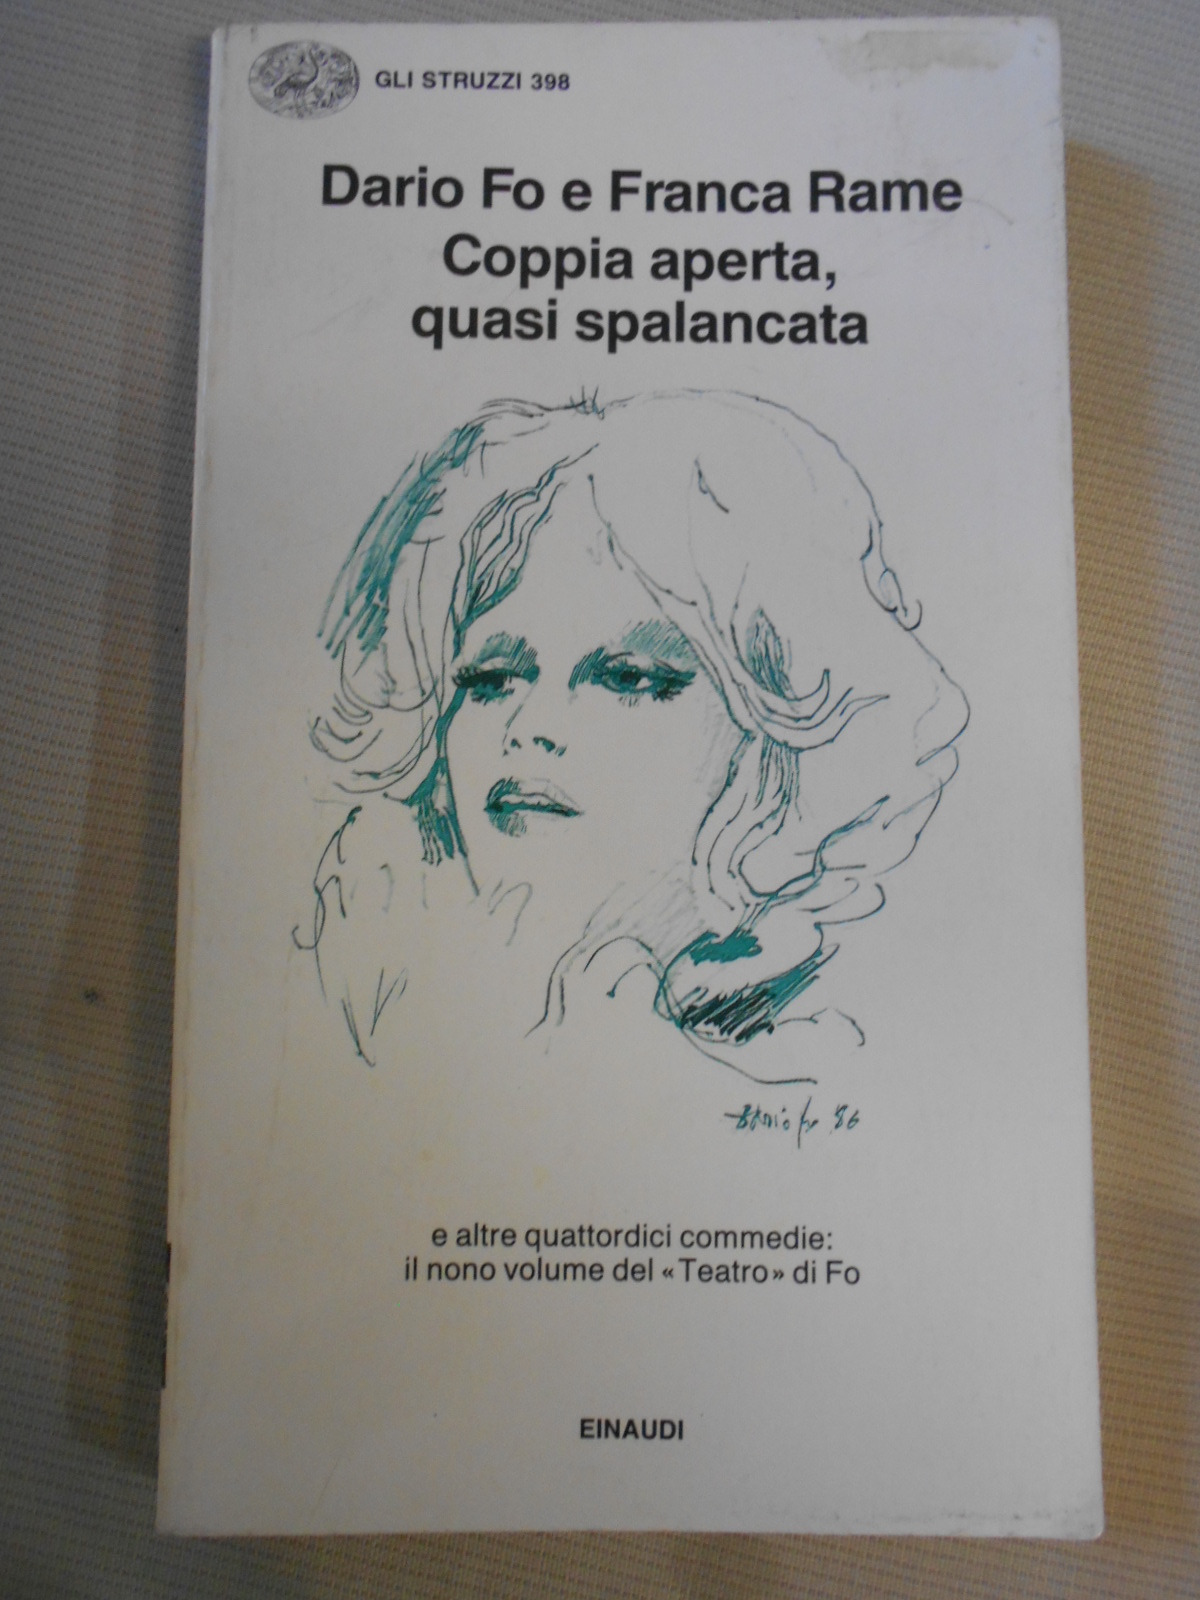 GLI STRUZZI 398
Dario Fo e Franca Rame
Coppia aperta,
quasi spalancata
Dario Fo '86
e altre quattordici commedie:
il nono volume del «Teatro» di Fo
EINAUDI